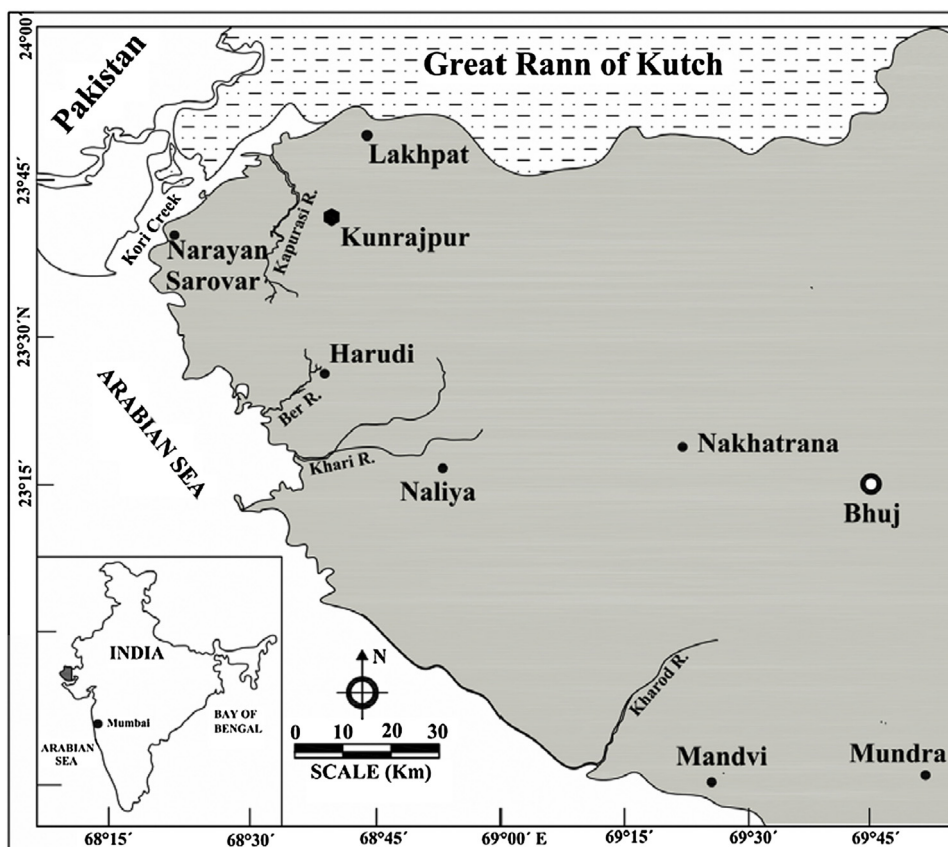 24°00´
Pakistan
Great Rann of Kutch
Lakhpat
23°45´
Kori Creek
Kapurasi R.
Kunrajpur
Narayan
Sarovar
23°30´N
Harudi
Ber R.
ARABIAN SEA
Khari R.
Nakhatrana
23°15´
Naliya
Bhuj
INDIA
Mumbai
BAY OF
BENGAL
ARABIAN
SEA
N
0 10 20 30
SCALE (Km)
Kharod R.
Mandvi
Mundra
68°15´ 68°30´ 68°45´ 69°00´ E 69°15´ 69°30´ 69°45´